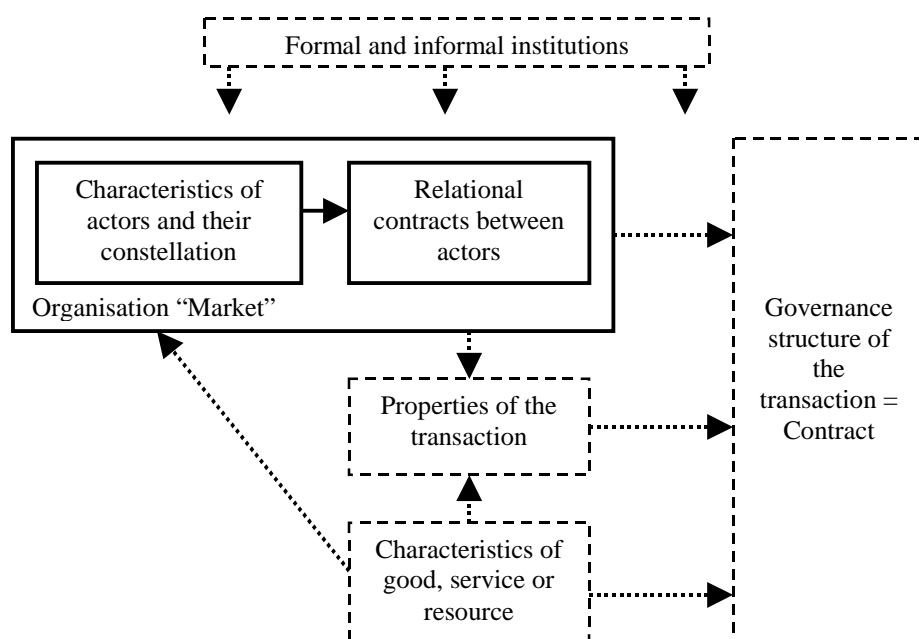 Formal and informal institutions
Characteristics of
actors and their
constellation
Relational
contracts between
actors
Organisation “Market”
Governance
structure of
the
transaction =
Contract
Properties of the
transaction
Characteristics of
good, service or
resource